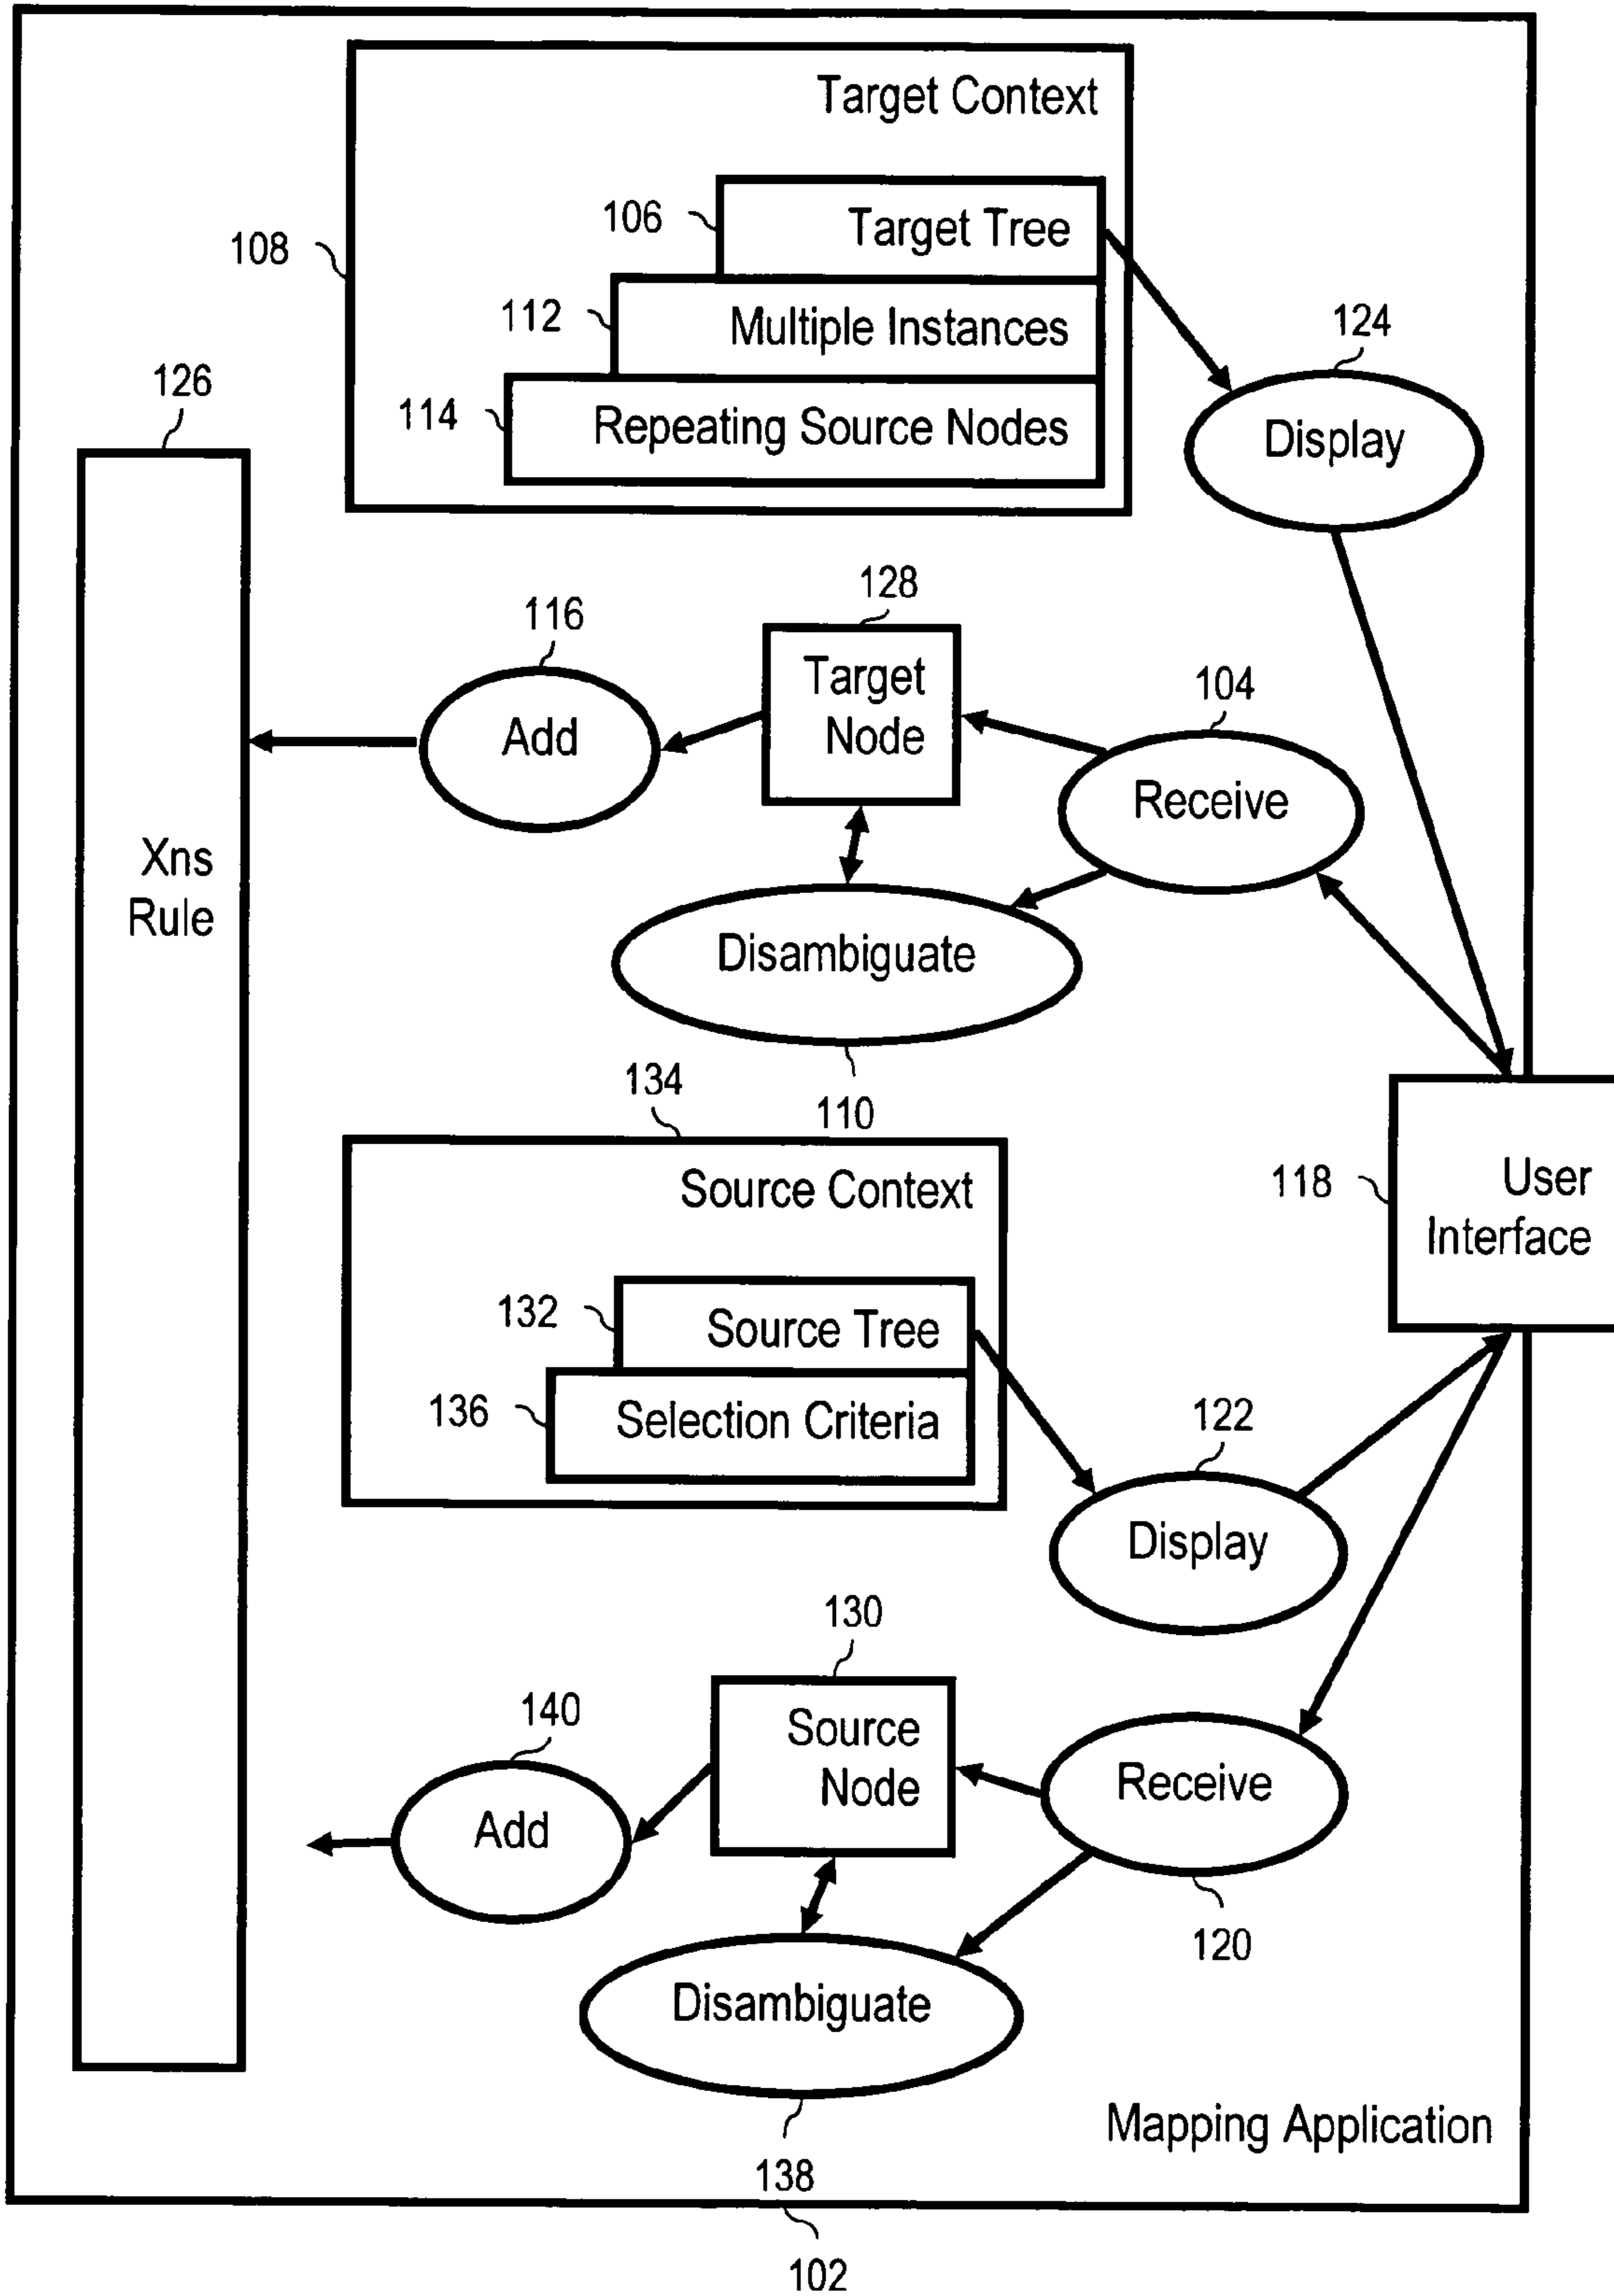 Target Context
106
Target Tree
108
112
Multiple Instances
124
126
114
Repeating Source Nodes
Display
128
116
Target
Node
104
Add
Receive
Xns
Rule
Disambiguate
134
110
Source Context
118
User
Interface
132
Source Tree
136
Selection Criteria
122
Display
130
140
Source
Node
Receive
Add
120
Disambiguate
Mapping Application
138
102